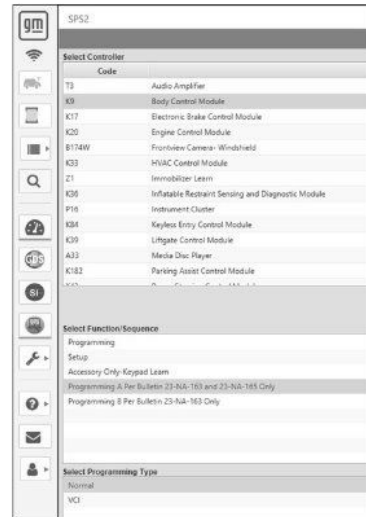 gm
SPS2
Select Controller
Code
T3 Audio Amplifier
K9 Body Control Module
K17 Electronic Brake Control Module
K20 Engine Control Module
B174W Frontview Camera- Windshield
K33 HVAC Control Module
Z1 Immobilizer Learn
K36 Inflatable Restraint Sensing and Diagnostic Module
P16 Instrument Cluster
K84 Keyless Entry Control Module
K39 Liftgate Control Module
A33 Media Disc Player
K182 Parking Assist Control Module
GDS
Si
Select Function/Sequence
Programming
Setup
Accessory Only-Keypad Learn
Programming A Per Bulletin 23-NA-163 and 23-NA-165 Only
Programming B Per Bulletin 23-NA-163 Only
Select Programming Type
Normal
VCI